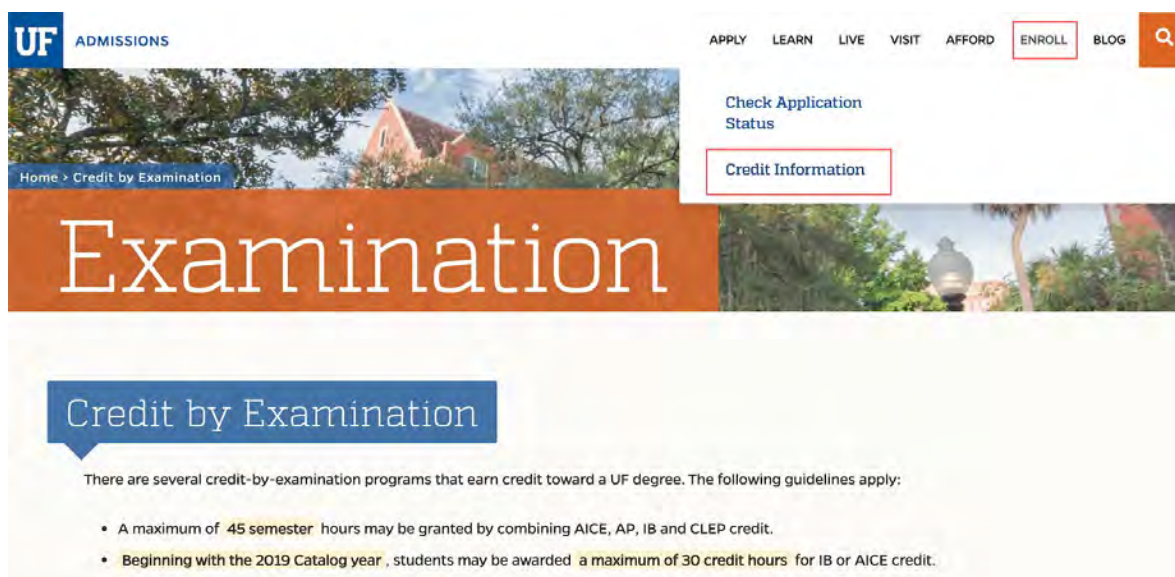 UF ADMISSIONS APPLY LEARN LIVE VISIT AFFORD ENROLL BLOG
Check Application
Status
Credit Information
Home > Credit by Examination
Examination
Credit by Examination
There are several credit-by-examination programs that earn credit toward a UF degree. The following guidelines apply:
• A maximum of 45 semester hours may be granted by combining AICE, AP, IB and CLEP credit.
• Beginning with the 2019 Catalog year , students may be awarded a maximum of 30 credit hours for IB or AICE credit.